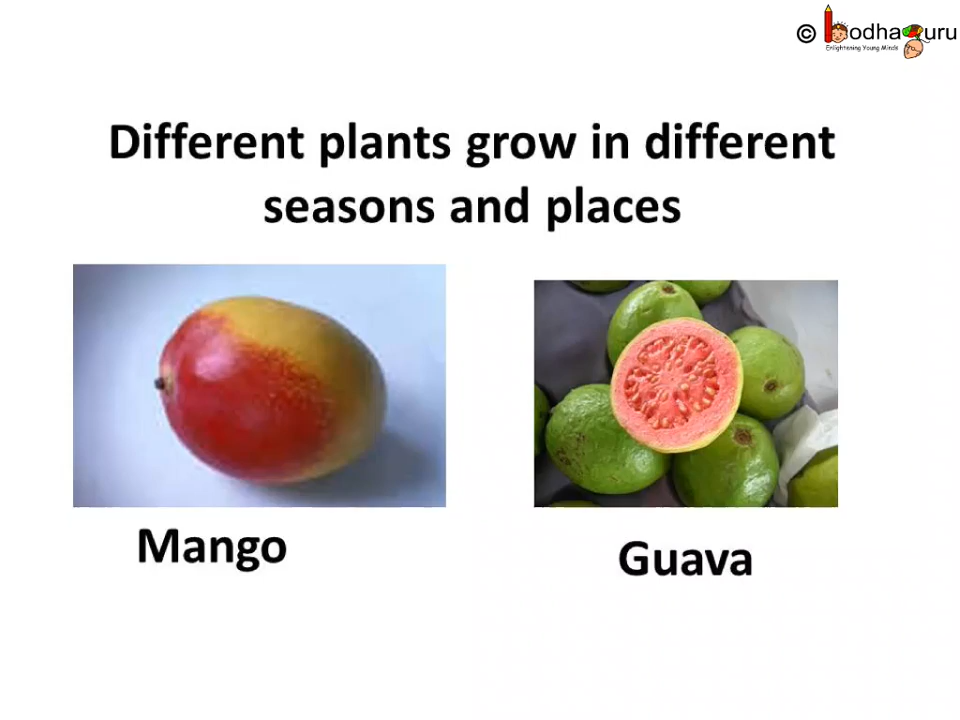 © BodhaGuru
Enlightening Young Minds
Different plants grow in different
seasons and places
Mango
Guava